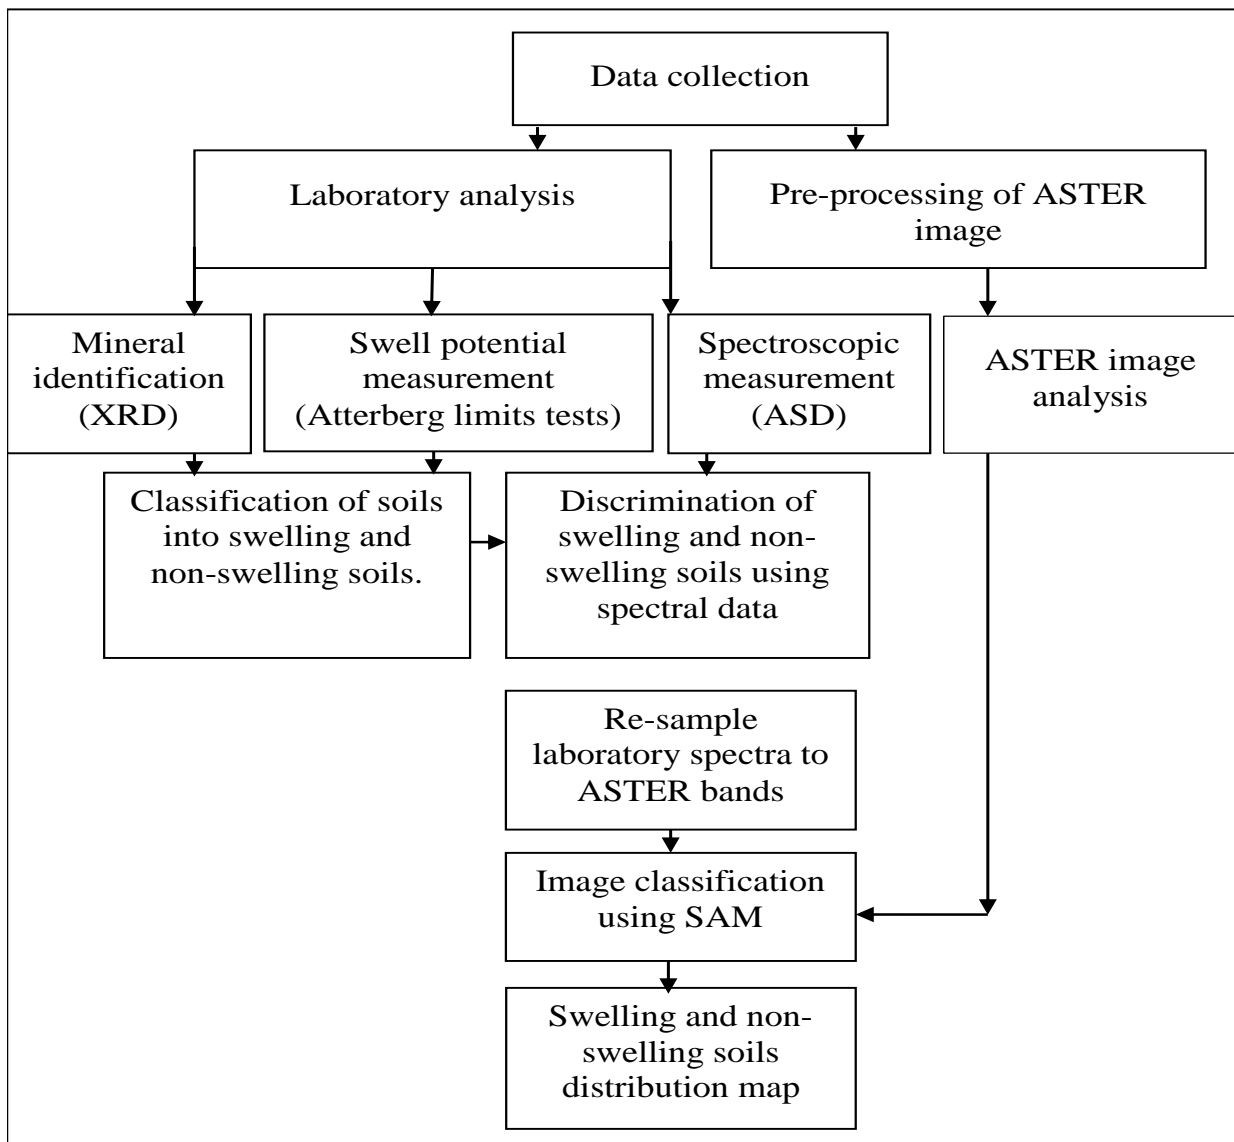 Data collection
Laboratory analysis
Pre-processing of ASTER
image
Mineral
identification
(XRD)
Swell potential
measurement
(Atterberg limits tests)
Spectroscopic
measurement
(ASD)
ASTER image
analysis
Classification of soils
into swelling and
non-swelling soils.
Discrimination of
swelling and non-
swelling soils using
spectral data
Re-sample
laboratory spectra to
ASTER bands
Image classification
using SAM
Swelling and non-
swelling soils
distribution map